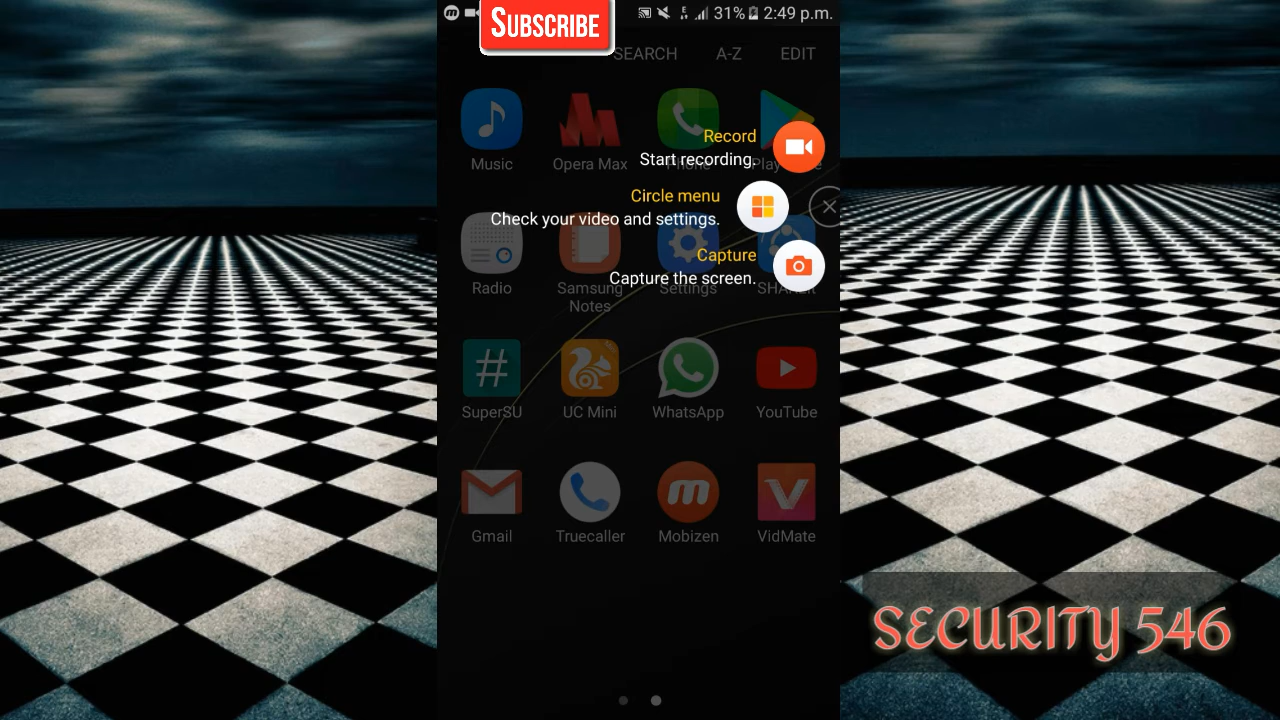 SUBSCRIBE
31% 2:49 p.m.
SEARCH A-Z EDIT
Record
Start recording.
Music Opera Max Phone
Circle menu
Check your video and settings.
Capture
Capture the screen.
Radio Samsung Notes Settings
SuperSU UC Mini WhatsApp YouTube
Gmail Truecaller Mobizen VidMate
SECURITY 546